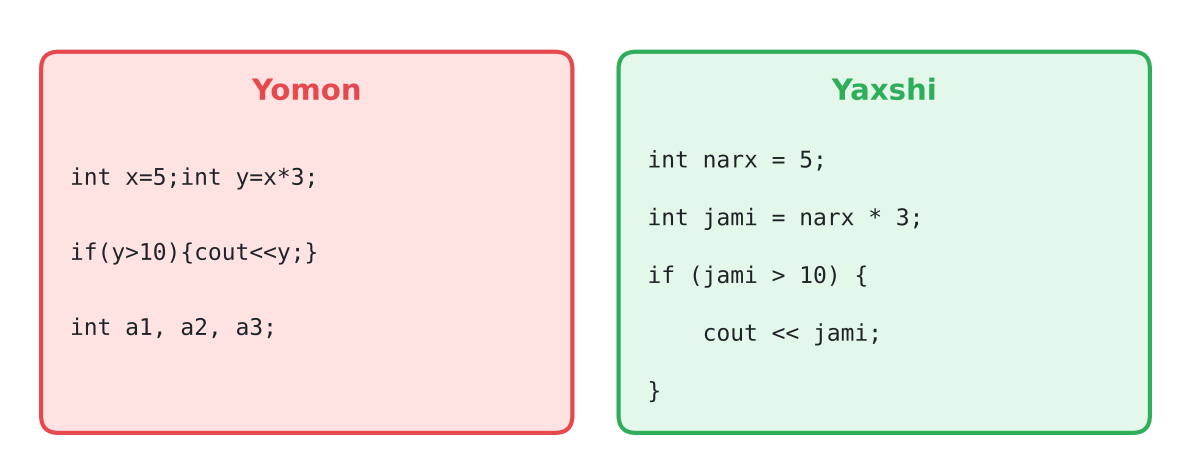 Yomon
int x=5;int y=x*3;
if(y>10){cout<<y;}
int a1, a2, a3;
Yaxshi
int narx = 5;
int jami = narx * 3;
if (jami > 10) {
    cout << jami;
}